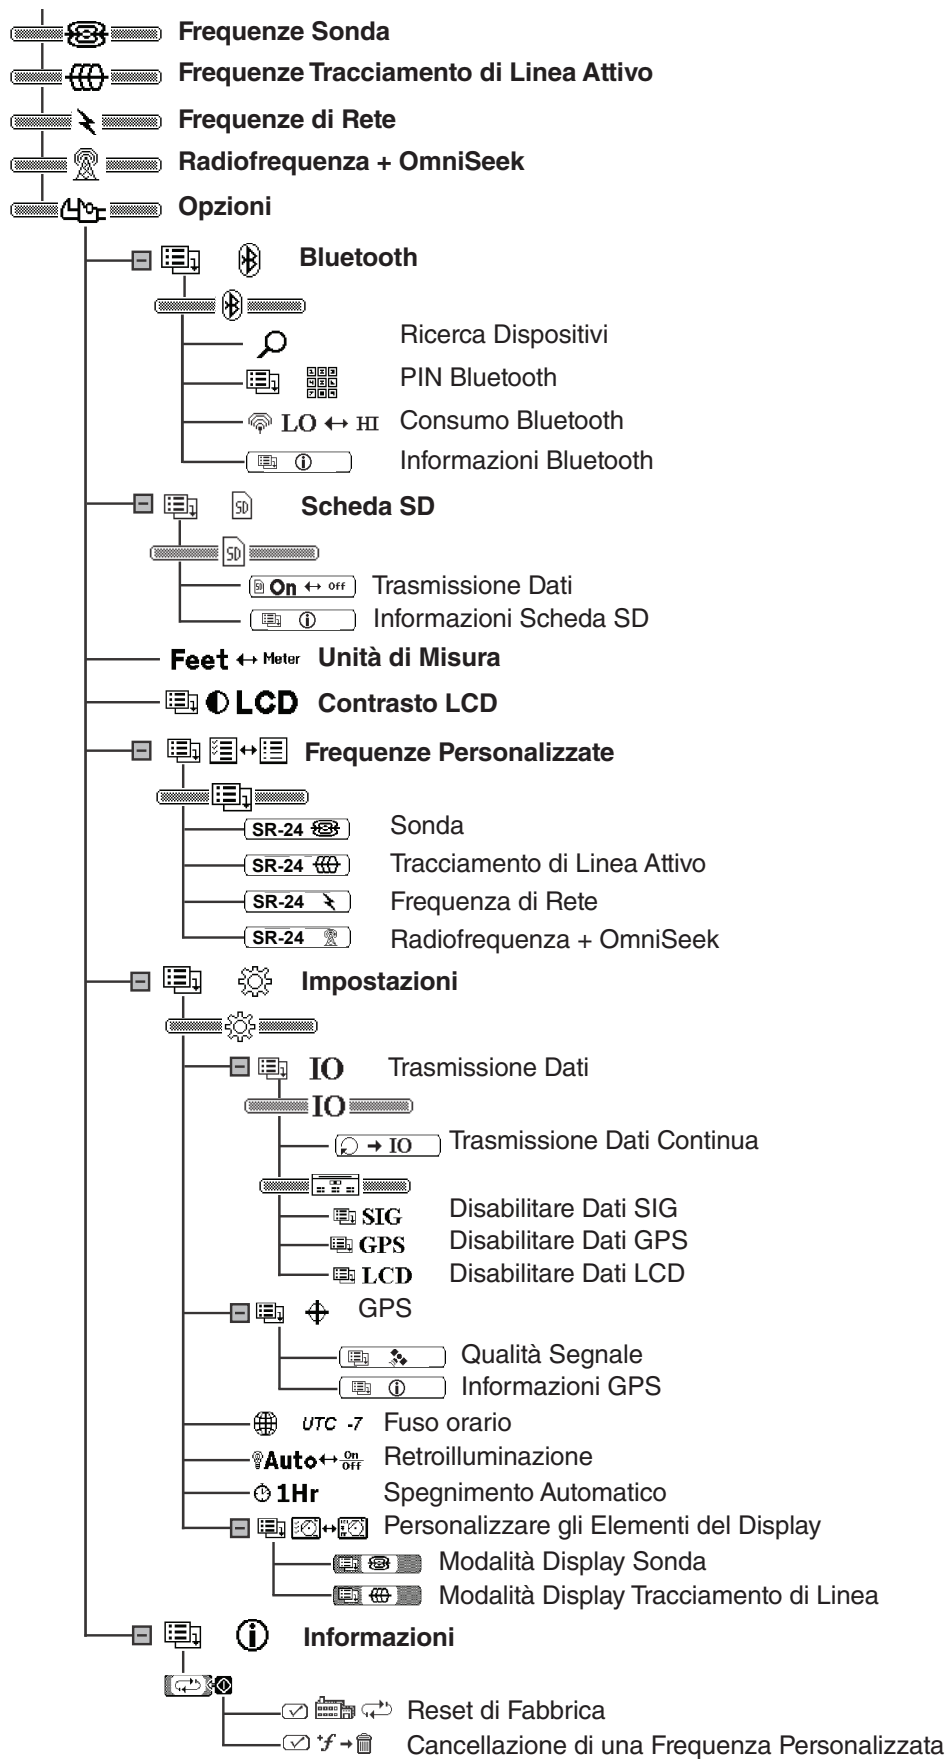 Frequenze Sonda
Frequenze Tracciamento di Linea Attivo
Frequenze di Rete
Radiofrequenza + OmniSeek
Opzioni
Bluetooth
Ricerca Dispositivi
PIN Bluetooth
LO ↔ HI Consumo Bluetooth
Informazioni Bluetooth
SD Scheda SD
SD
On ↔ Off Trasmissione Dati
Informazioni Scheda SD
Feet ↔ Meter Unità di Misura
LCD Contrasto LCD
Frequenze Personalizzate
SR-24 Sonda
SR-24 Tracciamento di Linea Attivo
SR-24 Frequenza di Rete
SR-24 Radiofrequenza + OmniSeek
Impostazioni
IO Trasmissione Dati
IO
→ IO Trasmissione Dati Continua
SIG Disabilitare Dati SIG
GPS Disabilitare Dati GPS
LCD Disabilitare Dati LCD
GPS
Qualità Segnale
Informazioni GPS
UTC -7 Fuso orario
Auto ↔ On Off Retroilluminazione
1Hr Spegnimento Automatico
Personalizzare gli Elementi del Display
Modalità Display Sonda
Modalità Display Tracciamento di Linea
Informazioni
Reset di Fabbrica
+f → Cancellazione di una Frequenza Personalizzata